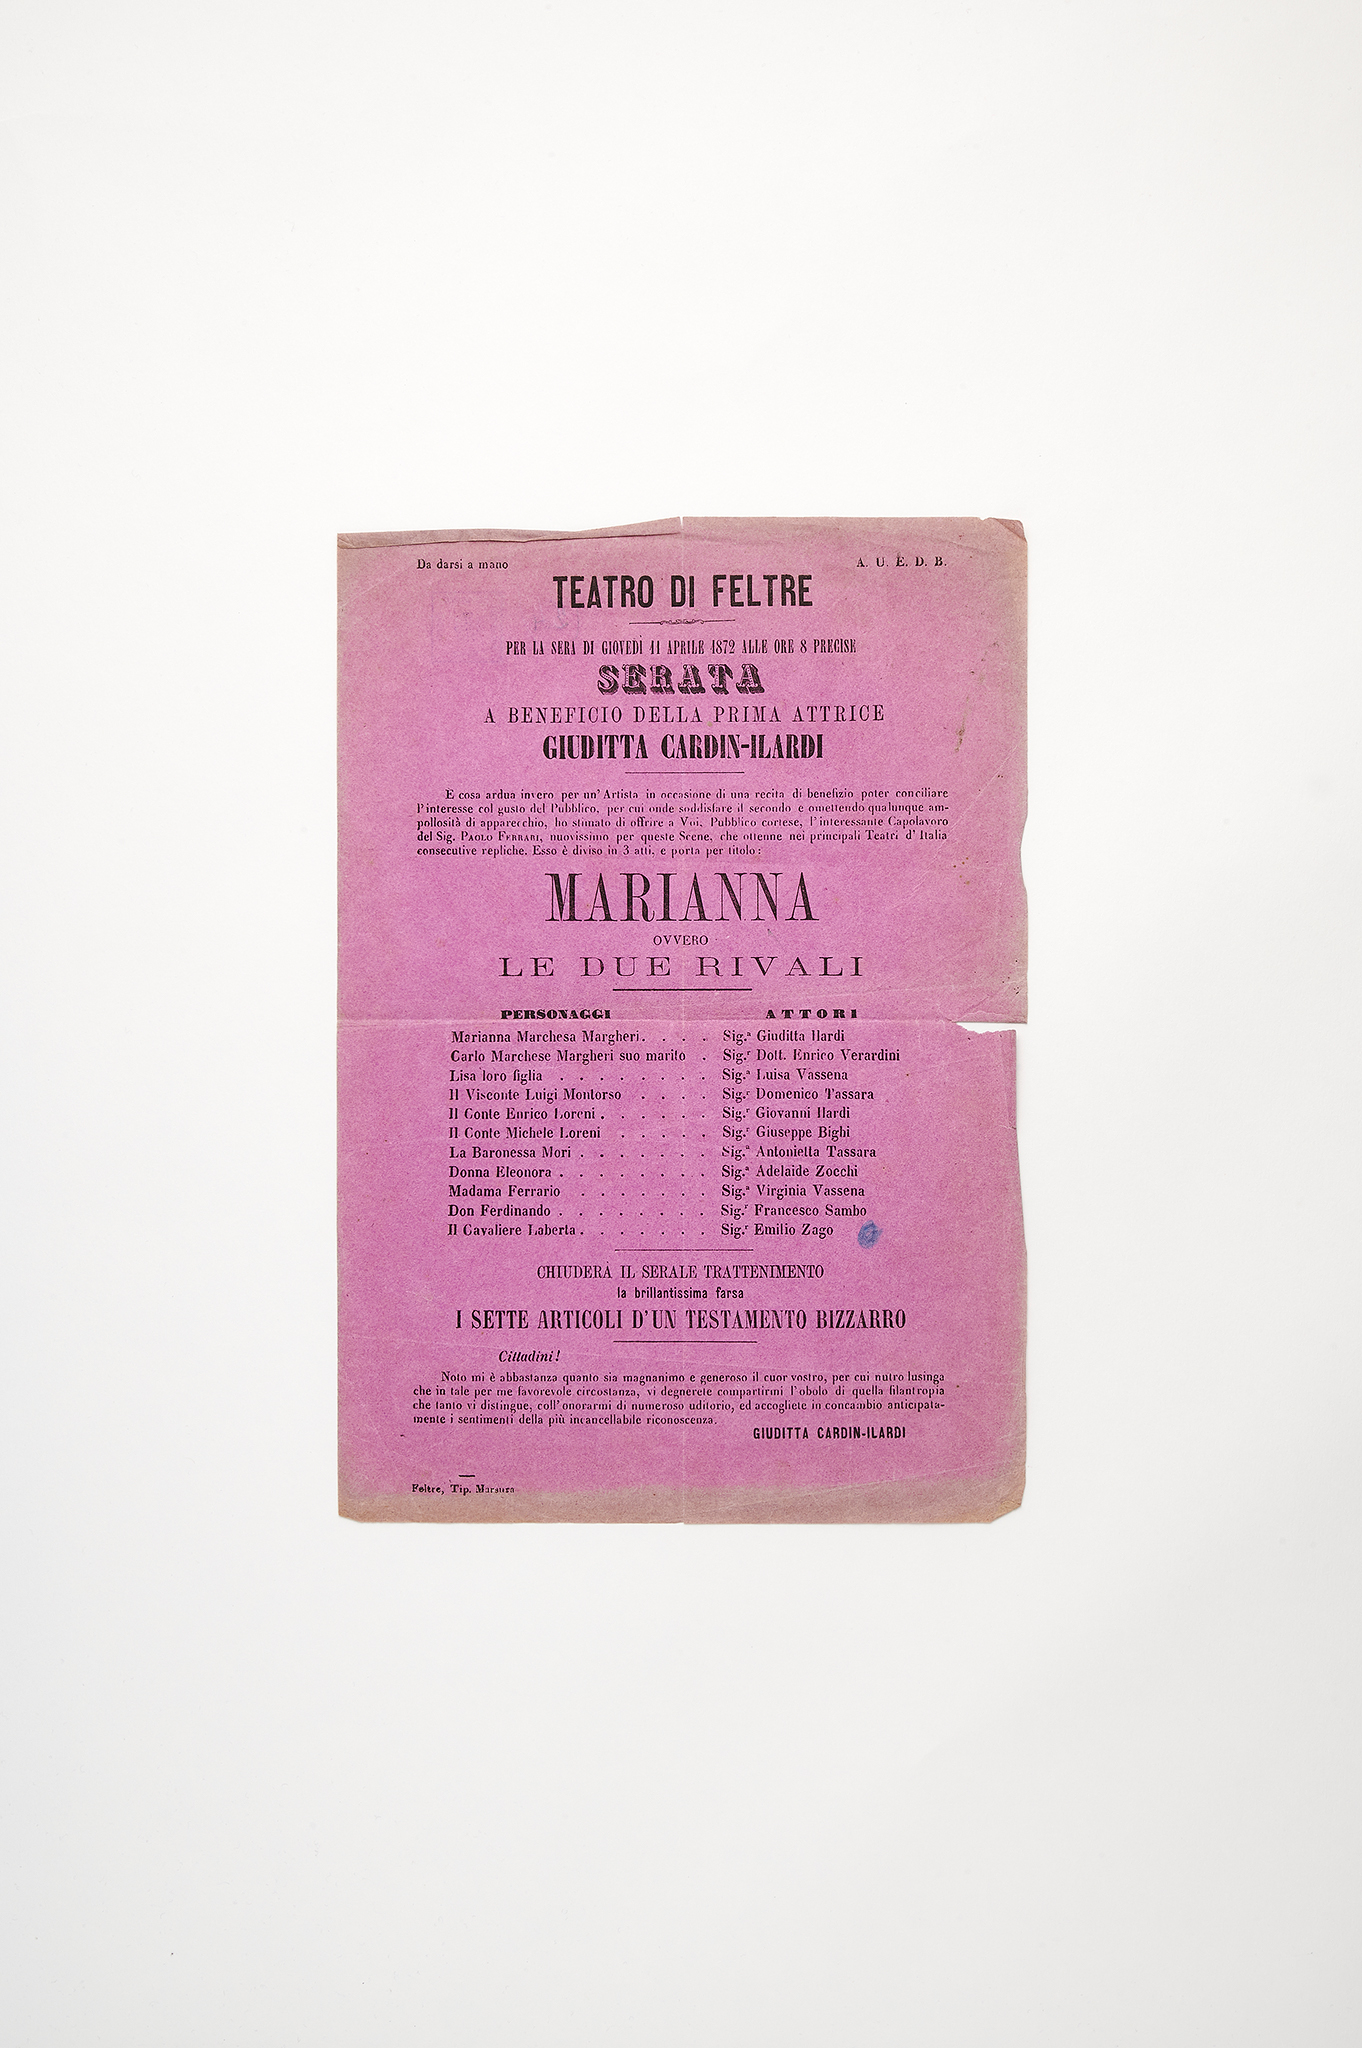 Da darsi a mano
A. U. E. D. B.
TEATRO DI FELTRE
PER LA SERA DI GIOVEDÌ 11 APRILE 1872 ALLE ORE 8 PRECISE
SERATA
A BENEFICIO DELLA PRIMA ATTRICE
GIUDITTA CARDIN-ILARDI
E cosa ardua invero per un' Artista in occasione di una recita di benefizio poter conciliare
l'interesse col gusto del Pubblico, per cui onde soddisfare il secondo e omettendo qualunque am-
pollosità di apparecchio, ho stimato di offrire a Voi, Pubblico cortese, l'interessante Capolavoro
del Sig. PAOLO FERRARI, nuovissimo per queste Scene, che ottenne nei principali Teatri d' Italia
consecutive repliche. Esso è diviso in 3 atti, e porta per titolo:
MARIANNA
OVVERO
LE DUE RIVALI
PERSONAGGI ATTORI
Marianna Marchesa Margheri. . . . Sig.ª Giuditta Ilardi
Carlo Marchese Margheri suo marito . Sig.r Dott. Enrico Verardini
Lisa loro figlia . . . . . . . . Sig.ª Luisa Vassena
Il Visconte Luigi Montorso . . . . Sig.r Domenico Tassara
Il Conte Enrico Loreni . . . . . . Sig.r Giovanni Ilardi
Il Conte Michele Loreni . . . . . Sig.r Giuseppe Bighi
La Baronessa Mori . . . . . . . Sig.ª Antonietta Tassara
Donna Eleonora . . . . . . . . Sig.ª Adelaide Zocchi
Madama Ferrario . . . . . . . Sig.ª Virginia Vassena
Don Ferdinando . . . . . . . . Sig.r Francesco Sambo
Il Cavaliere Laberta . . . . . . . Sig.r Emilio Zago
CHIUDERÀ IL SERALE TRATTENIMENTO
la brillantissima farsa
I SETTE ARTICOLI D'UN TESTAMENTO BIZZARRO
Cittadini!
Noto mi è abbastanza quanto sia magnanimo e generoso il cuor vostro, per cui nutro lusinga
che in tale per me favorevole circostanza, vi degnerete compartirmi l'obolo di quella filantropia
che tanto vi distingue, coll'onorarmi di numeroso uditorio, ed accogliete in concambio anticipata-
mente i sentimenti della più incancellabile riconoscenza.
GIUDITTA CARDIN-ILARDI
Feltre, Tip. Marsura